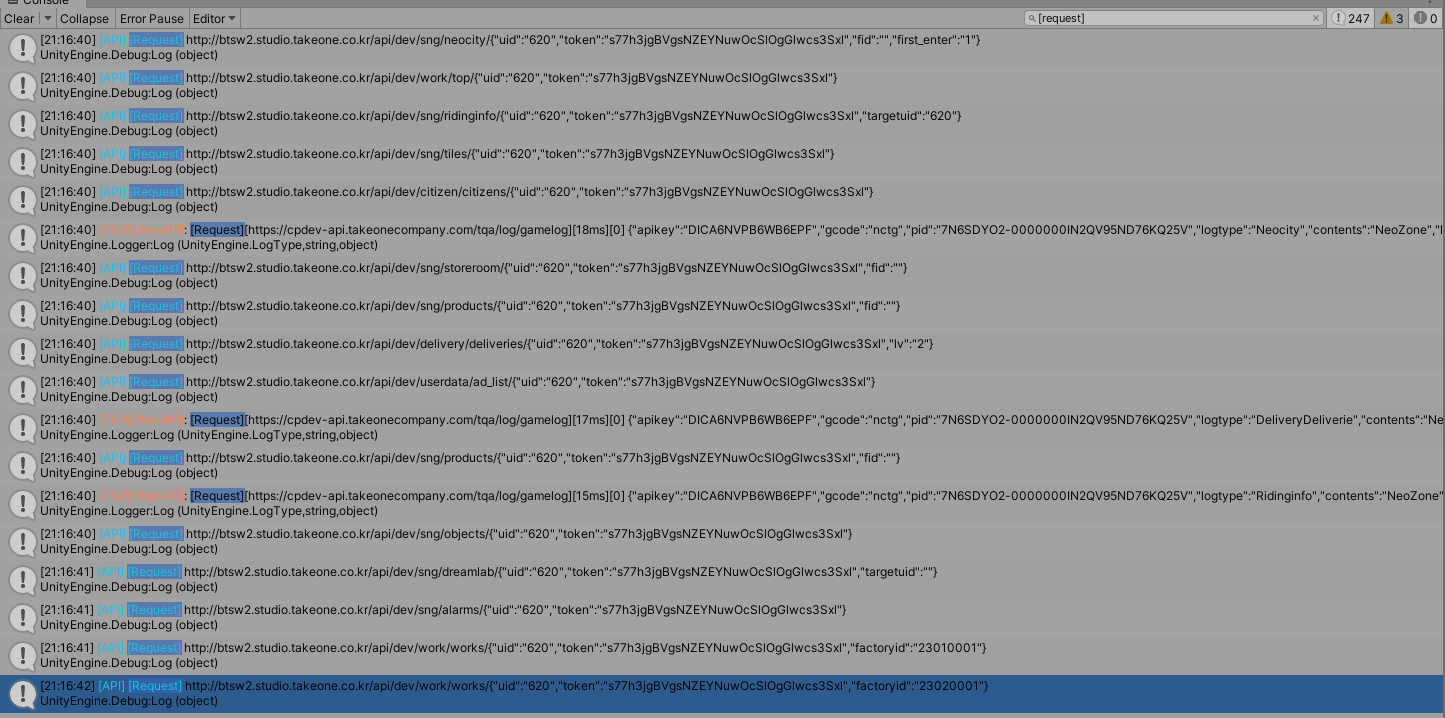 Console
Clear Collapse Error Pause Editor [request] 247 3 0
[21:16:40] [API] [Request] http://btsw2.studio.takeone.co.kr/api/dev/sng/neocity/{"uid":"620","token":"s77h3jgBVgsNZEYNuwOcSlOgGlwcs3Sxl","fid":"","first_enter":"1"}
UnityEngine.Debug:Log (object)
[21:16:40] [API] [Request] http://btsw2.studio.takeone.co.kr/api/dev/work/top/{"uid":"620","token":"s77h3jgBVgsNZEYNuwOcSlOgGlwcs3Sxl"}
UnityEngine.Debug:Log (object)
[21:16:40] [API] [Request] http://btsw2.studio.takeone.co.kr/api/dev/sng/ridinginfo/{"uid":"620","token":"s77h3jgBVgsNZEYNuwOcSlOgGlwcs3Sxl","targetuid":"620"}
UnityEngine.Debug:Log (object)
[21:16:40] [API] [Request] http://btsw2.studio.takeone.co.kr/api/dev/sng/tiles/{"uid":"620","token":"s77h3jgBVgsNZEYNuwOcSlOgGlwcs3Sxl"}
UnityEngine.Debug:Log (object)
[21:16:40] [API] [Request] http://btsw2.studio.takeone.co.kr/api/dev/citizen/citizens/{"uid":"620","token":"s77h3jgBVgsNZEYNuwOcSlOgGlwcs3Sxl"}
UnityEngine.Debug:Log (object)
[21:16:40] : [Request][https://cpdev-api.takeonecompany.com/tqa/log/gamelog][18ms][0] {"apikey":"DICA6NVPB6WB6EPF","gcode":"nctg","pid":"7N6SDYO2-0000000IN2QV95ND76KQ25V","logtype":"Neocity","contents":"NeoZone","l
UnityEngine.Logger:Log (UnityEngine.LogType,string,object)
[21:16:40] [API] [Request] http://btsw2.studio.takeone.co.kr/api/dev/sng/storeroom/{"uid":"620","token":"s77h3jgBVgsNZEYNuwOcSlOgGlwcs3Sxl","fid":""}
UnityEngine.Debug:Log (object)
[21:16:40] [API] [Request] http://btsw2.studio.takeone.co.kr/api/dev/sng/products/{"uid":"620","token":"s77h3jgBVgsNZEYNuwOcSlOgGlwcs3Sxl","fid":""}
UnityEngine.Debug:Log (object)
[21:16:40] [API] [Request] http://btsw2.studio.takeone.co.kr/api/dev/delivery/deliveries/{"uid":"620","token":"s77h3jgBVgsNZEYNuwOcSlOgGlwcs3Sxl","lv":"2"}
UnityEngine.Debug:Log (object)
[21:16:40] [API] [Request] http://btsw2.studio.takeone.co.kr/api/dev/userdata/ad_list/{"uid":"620","token":"s77h3jgBVgsNZEYNuwOcSlOgGlwcs3Sxl"}
UnityEngine.Debug:Log (object)
[21:16:40] : [Request][https://cpdev-api.takeonecompany.com/tqa/log/gamelog][17ms][0] {"apikey":"DICA6NVPB6WB6EPF","gcode":"nctg","pid":"7N6SDYO2-0000000IN2QV95ND76KQ25V","logtype":"DeliveryDeliverie","contents":"Ne
UnityEngine.Logger:Log (UnityEngine.LogType,string,object)
[21:16:40] [API] [Request] http://btsw2.studio.takeone.co.kr/api/dev/sng/products/{"uid":"620","token":"s77h3jgBVgsNZEYNuwOcSlOgGlwcs3Sxl","fid":""}
UnityEngine.Debug:Log (object)
[21:16:40] : [Request][https://cpdev-api.takeonecompany.com/tqa/log/gamelog][15ms][0] {"apikey":"DICA6NVPB6WB6EPF","gcode":"nctg","pid":"7N6SDYO2-0000000IN2QV95ND76KQ25V","logtype":"Ridinginfo","contents":"NeoZone"
UnityEngine.Logger:Log (UnityEngine.LogType,string,object)
[21:16:40] [API] [Request] http://btsw2.studio.takeone.co.kr/api/dev/sng/objects/{"uid":"620","token":"s77h3jgBVgsNZEYNuwOcSlOgGlwcs3Sxl"}
UnityEngine.Debug:Log (object)
[21:16:41] [API] [Request] http://btsw2.studio.takeone.co.kr/api/dev/sng/dreamlab/{"uid":"620","token":"s77h3jgBVgsNZEYNuwOcSlOgGlwcs3Sxl","targetuid":""}
UnityEngine.Debug:Log (object)
[21:16:41] [API] [Request] http://btsw2.studio.takeone.co.kr/api/dev/sng/alarms/{"uid":"620","token":"s77h3jgBVgsNZEYNuwOcSlOgGlwcs3Sxl"}
UnityEngine.Debug:Log (object)
[21:16:41] [API] [Request] http://btsw2.studio.takeone.co.kr/api/dev/work/works/{"uid":"620","token":"s77h3jgBVgsNZEYNuwOcSlOgGlwcs3Sxl","factoryid":"23010001"}
UnityEngine.Debug:Log (object)
[21:16:42] [API] [Request] http://btsw2.studio.takeone.co.kr/api/dev/work/works/{"uid":"620","token":"s77h3jgBVgsNZEYNuwOcSlOgGlwcs3Sxl","factoryid":"23020001"}
UnityEngine.Debug:Log (object)